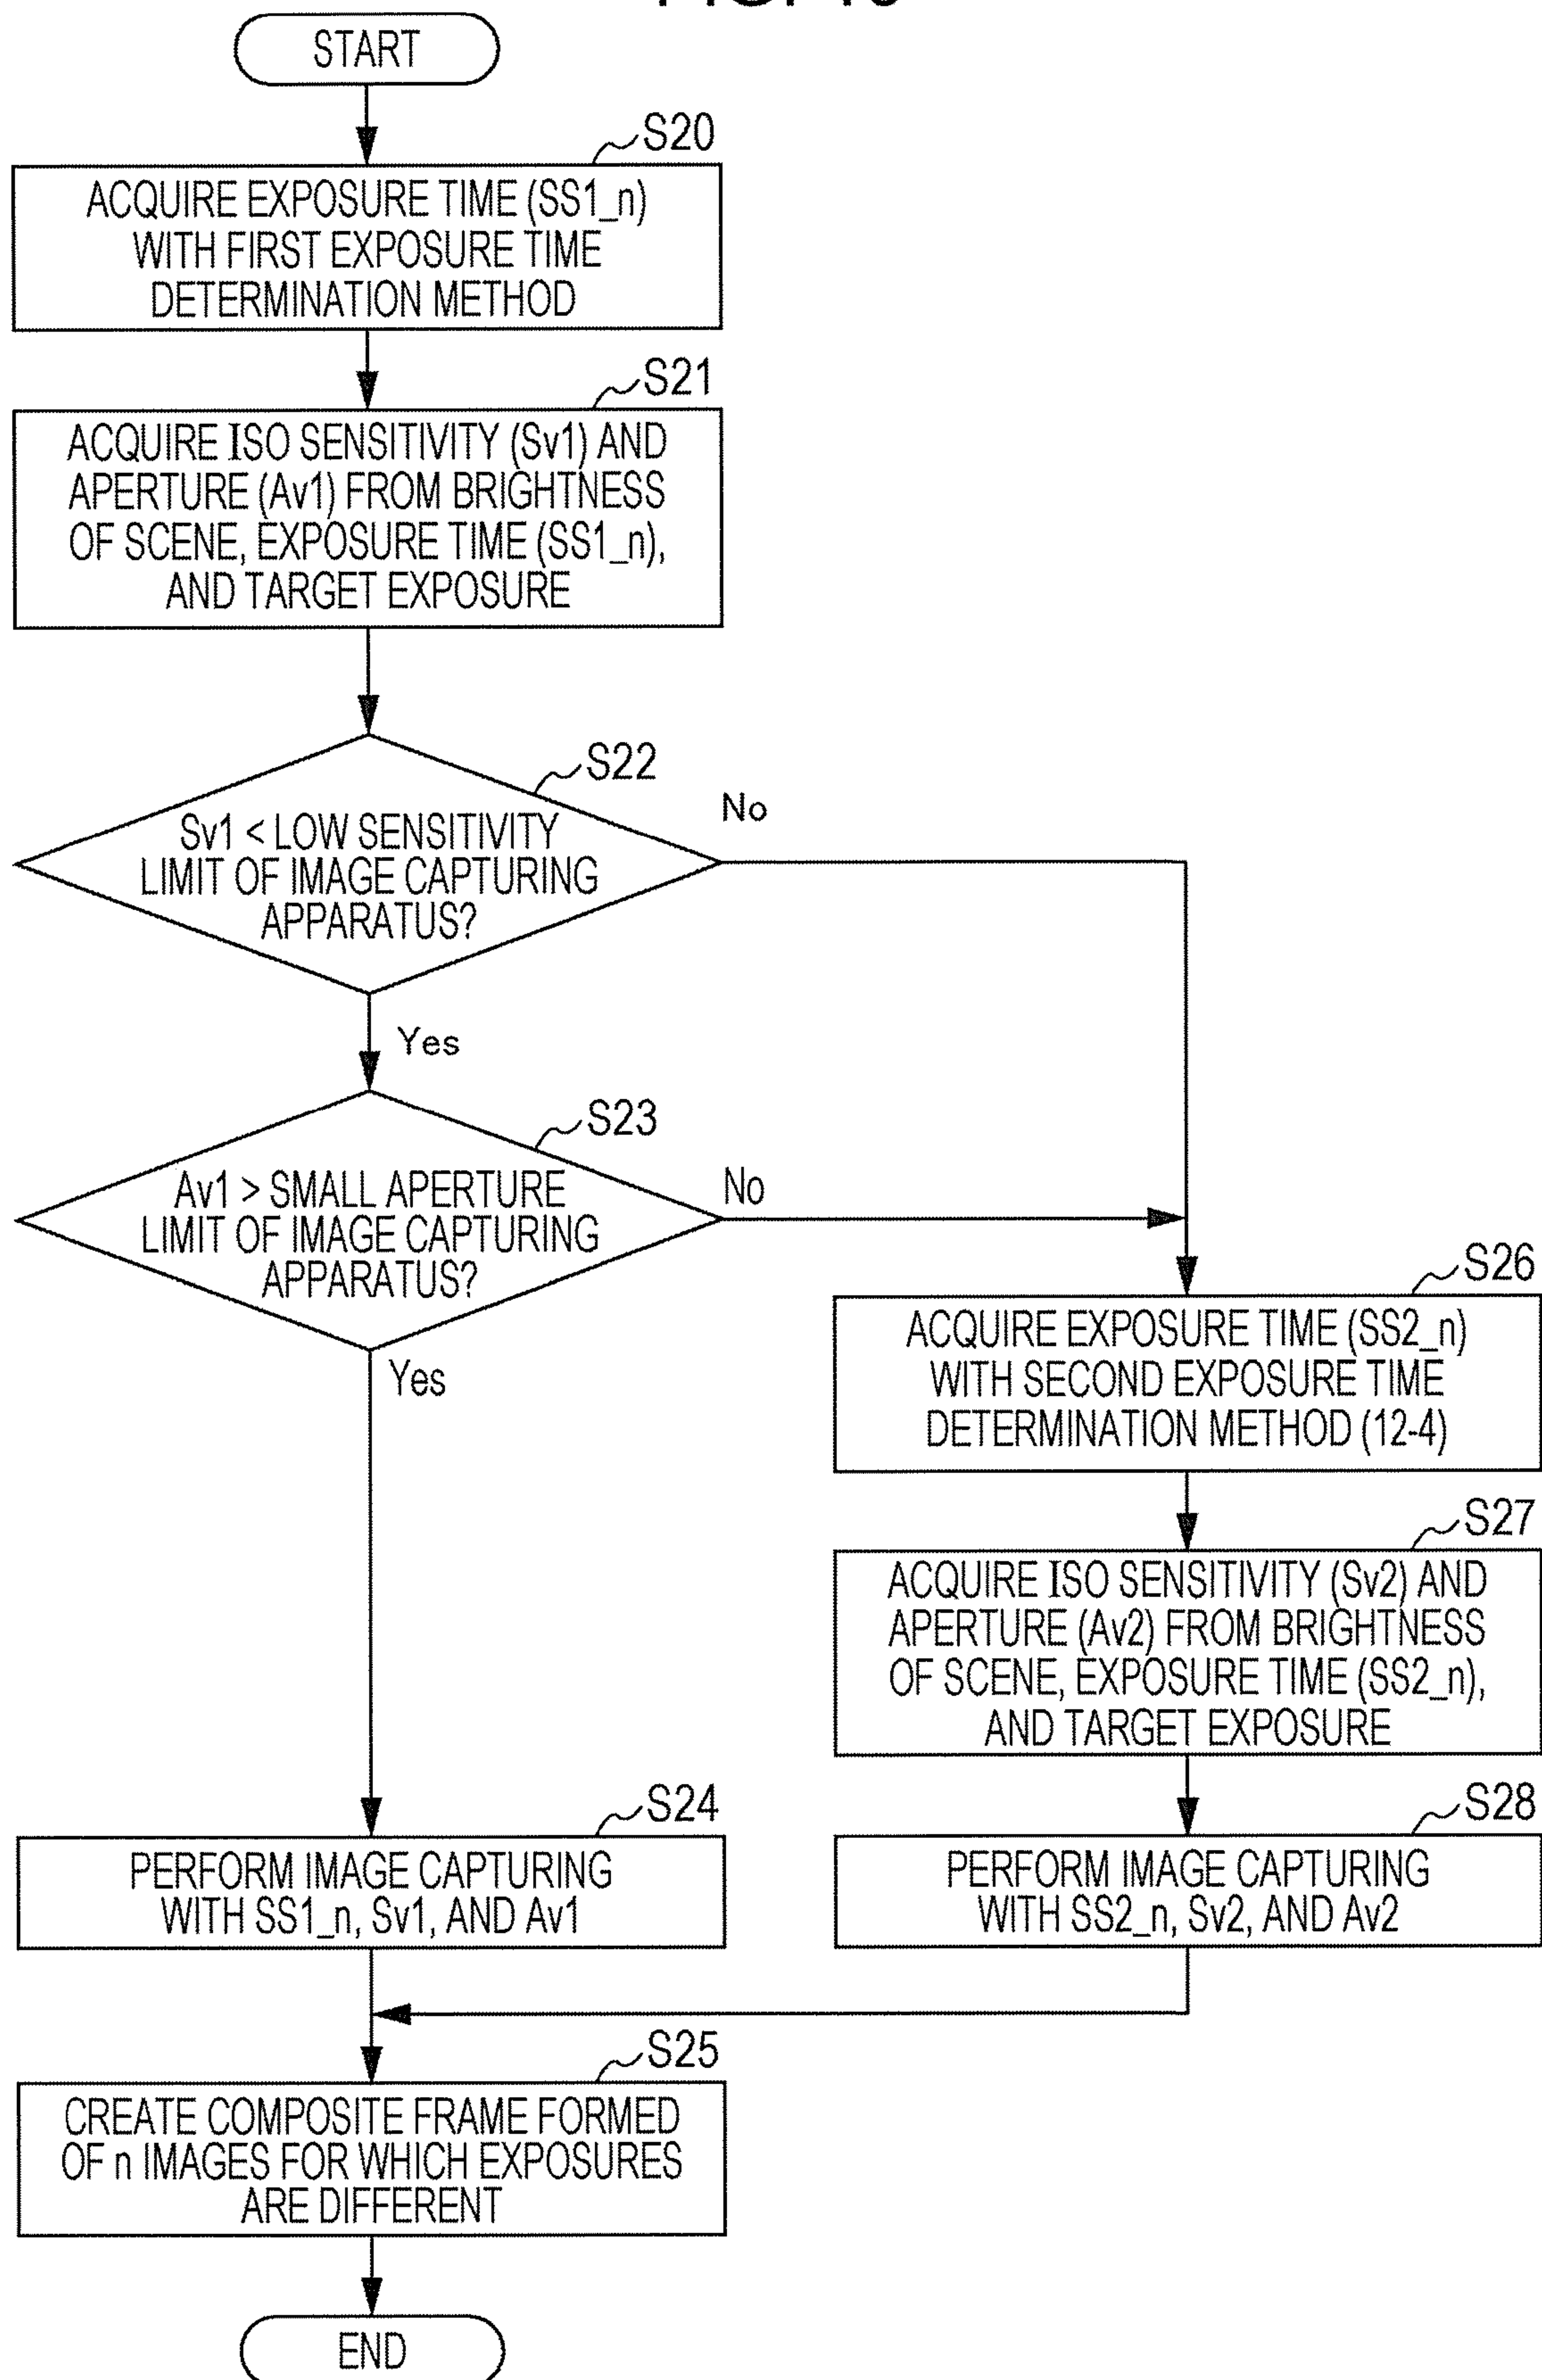 START
S20
ACQUIRE EXPOSURE TIME (SS1_n)
WITH FIRST EXPOSURE TIME
DETERMINATION METHOD
S21
ACQUIRE ISO SENSITIVITY (Sv1) AND
APERTURE (Av1) FROM BRIGHTNESS
OF SCENE, EXPOSURE TIME (SS1_n),
AND TARGET EXPOSURE
S22
Sv1 < LOW SENSITIVITY
LIMIT OF IMAGE CAPTURING
APPARATUS?
No
Yes
S23
Av1 > SMALL APERTURE
LIMIT OF IMAGE CAPTURING
APPARATUS?
No
Yes
S26
ACQUIRE EXPOSURE TIME (SS2_n)
WITH SECOND EXPOSURE TIME
DETERMINATION METHOD (12-4)
S27
ACQUIRE ISO SENSITIVITY (Sv2) AND
APERTURE (Av2) FROM BRIGHTNESS
OF SCENE, EXPOSURE TIME (SS2_n),
AND TARGET EXPOSURE
S24
PERFORM IMAGE CAPTURING
WITH SS1_n, Sv1, AND Av1
S28
PERFORM IMAGE CAPTURING
WITH SS2_n, Sv2, AND Av2
S25
CREATE COMPOSITE FRAME FORMED
OF n IMAGES FOR WHICH EXPOSURES
ARE DIFFERENT
END